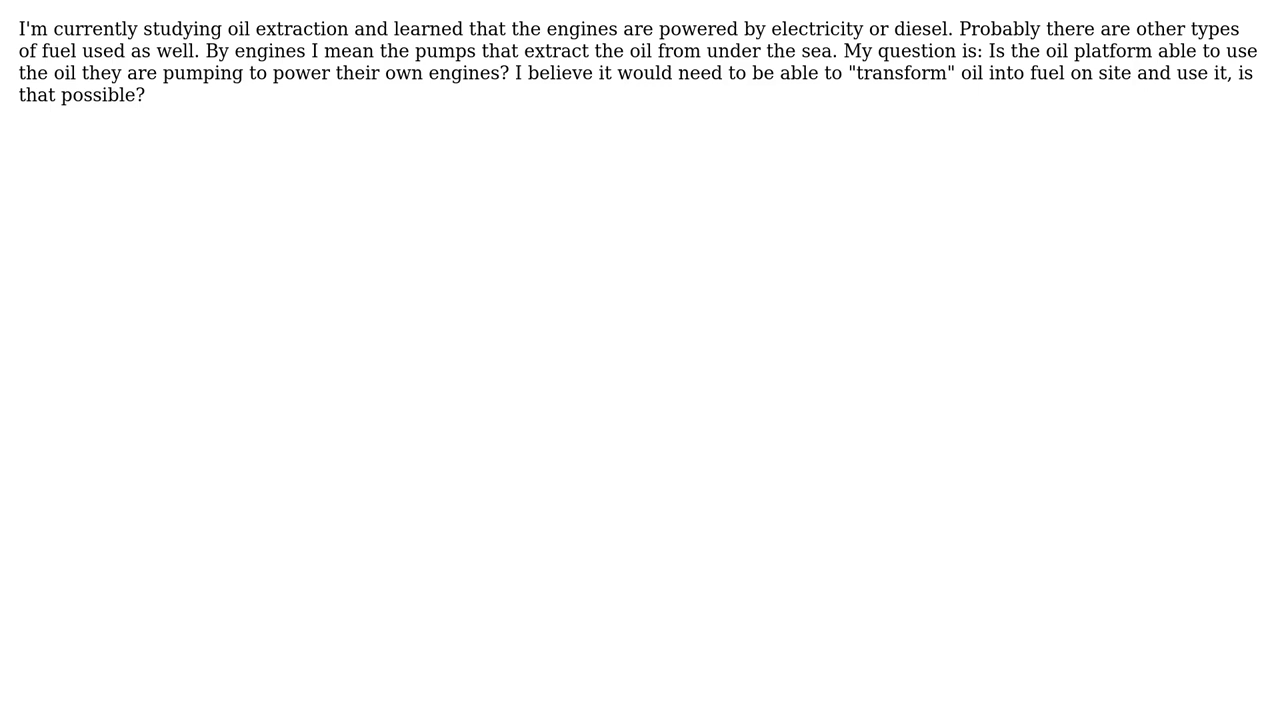 I'm currently studying oil extraction and learned that the engines are powered by electricity or diesel. Probably there are other types
of fuel used as well. By engines I mean the pumps that extract the oil from under the sea. My question is: Is the oil platform able to use
the oil they are pumping to power their own engines? I believe it would need to be able to "transform" oil into fuel on site and use it, is
that possible?